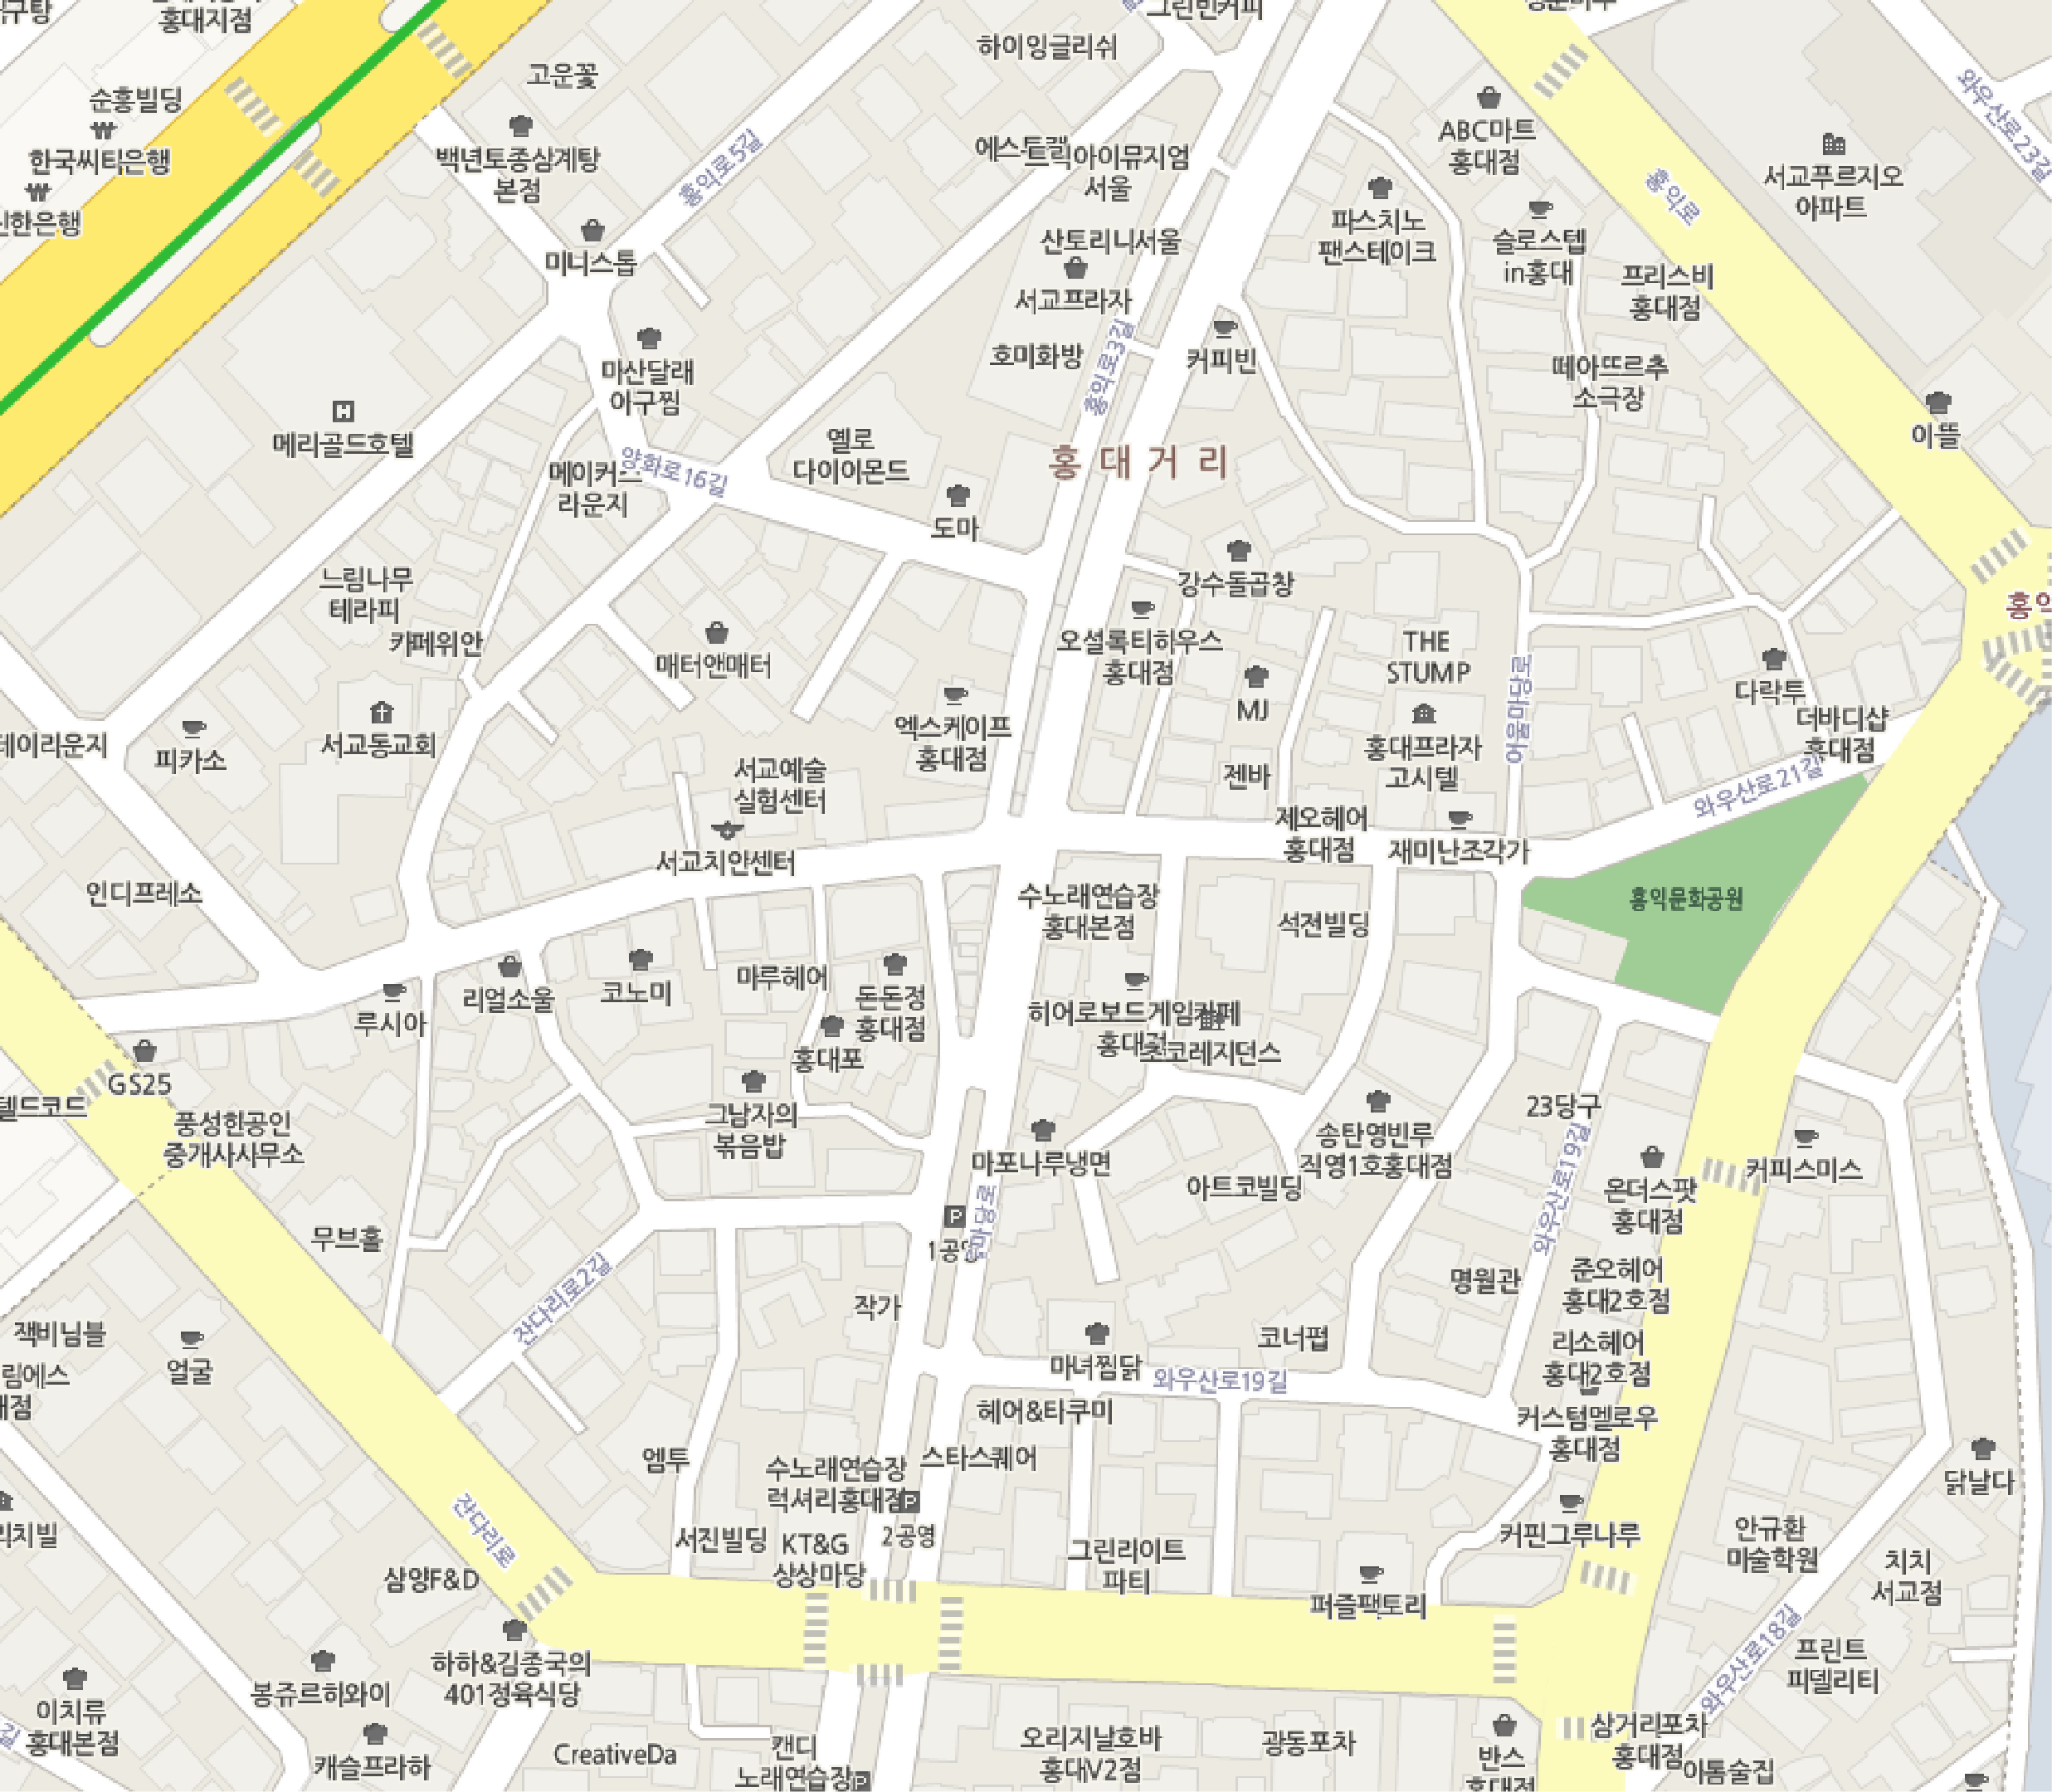 홍대지점
그린빈커피
하이잉글리쉬
고운꽃
순흥빌딩
한국씨티은행
신한은행
백년토종삼계탕
본점
홍익로5길
에스토랩
트릭아이뮤지엄
서울
ABC마트
홍대점
와우산로23길
서교푸르지오
아파트
홍익로
파스치노
팬스테이크
슬로스텝
in홍대
프리스비
홍대점
산토리니서울
서교프라자
미너스톱
호미화방
홍익로3길
커피빈
떼아뜨르추
소극장
마산달래
아구찜
메리골드호텔
이뜰
옐로
다이아몬드
홍대거리
메이커스
라운지
양화로16길
도마
느림나무
테라피
카페위안
강수돌곱창
오설록티하우스
홍대점
THE
STUMP
매터앤매터
MJ
어울마당로
다락투
더바디샵
홍대점
엑스케이프
홍대점
테이라운지
피카소
서교동교회
홍대프라자
고시텔
젠바
서교예술
실험센터
와우산로21길
제오헤어
홍대점
재미난조각가
서교치안센터
인디프레소
수노래연습장
홍대본점
석전빌딩
홍익문화공원
마루헤어
코노미
리얼소울
루시아
돈돈정
홍대점
히어로보드게임카페
홍대점
초코레지던스
홍대포
GS25
풍성한공인
중개사사무소
그남자의
볶음밥
23당구
송탄영빈루
직영1호홍대점
마포나루냉면
아트코빌딩
와우산로19길
온더스팟
홍대점
커피스미스
무브홀
1공영
마당로
잔다리로2길
작가
명월관
준오헤어
홍대2호점
잭비님블
얼굴
코너펍
리소헤어
홍대2호점
마녀찜닭
와우산로19길
헤어&타쿠미
커스텀멜로우
홍대점
엠투
수노래연습장
럭셔리홍대점
스타스퀘어
닭날다
잔다리로
서진빌딩
KT&G
상상마당
2공영
그린라이트
파티
커핀그루나루
안규환
미술학원
삼양F&D
퍼즐팩토리
치치
서교점
하하&김종국의
401정육식당
봉쥬르하와이
와우산로18길
프린트
피델리티
이치류
홍대본점
캐슬프라하
CreativeDa
캔디
노래연습장
오리지날호바
홍대V2점
광동포차
반스
홍대점
삼거리포차
홍대점
아톰술집